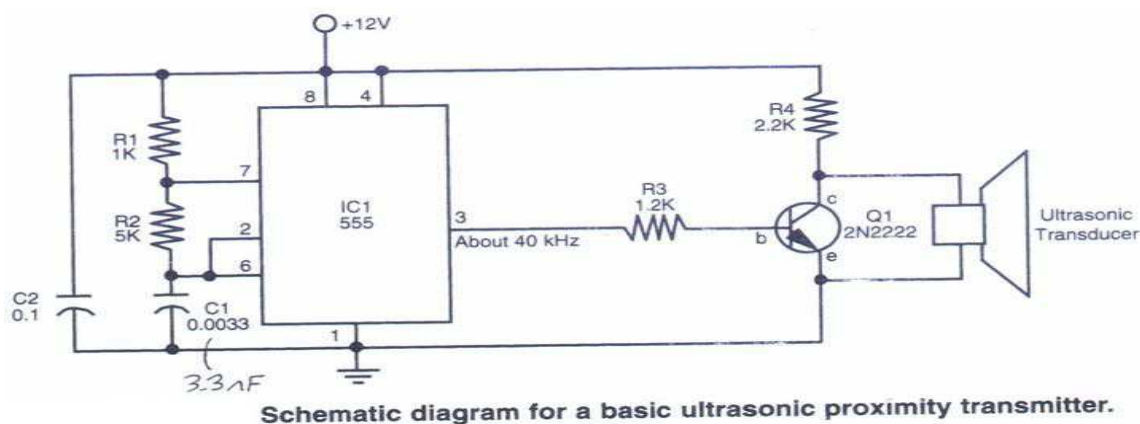 +12V
8
4
R1
1K
7
R2
5K
2
6
IC1
555
3
About 40 kHz
R3
1.2K
R4
2.2K
c
b
e
Q1
2N2222
Ultrasonic
Transducer
C2
0.1
C1
0.0033
1
3.3nF
Schematic diagram for a basic ultrasonic proximity transmitter.